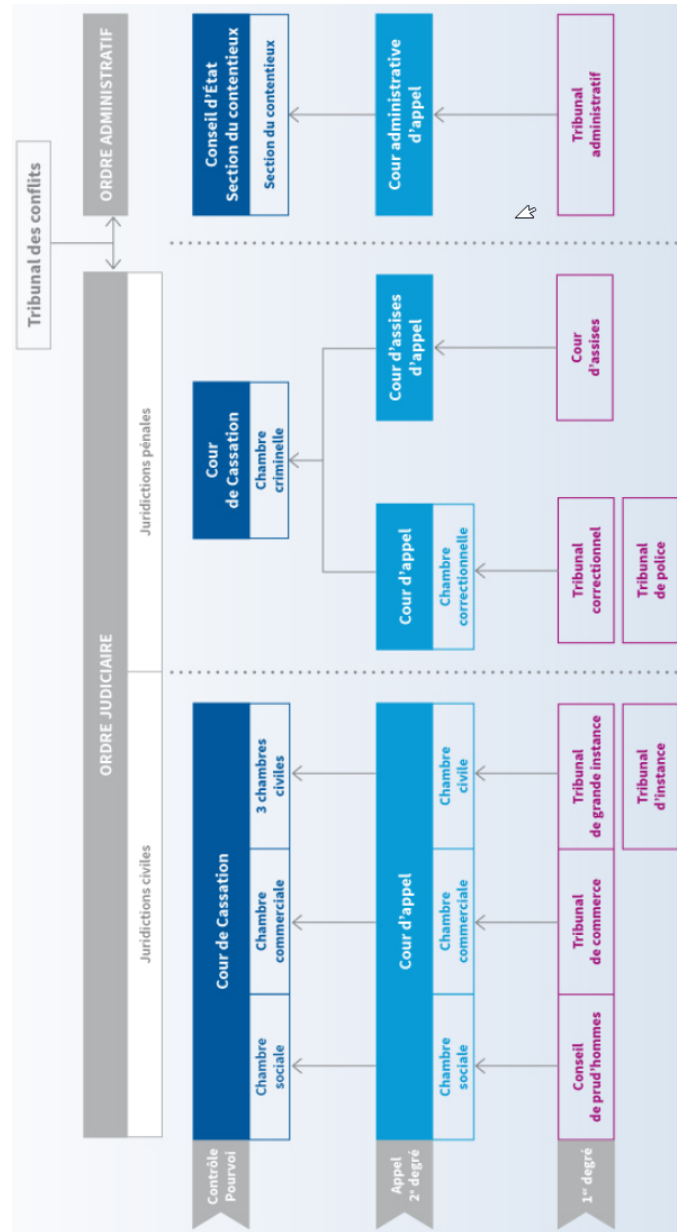 Tribunal des conflits
ORDRE JUDICIAIRE
ORDRE ADMINISTRATIF
Juridictions civiles
Juridictions pénales
Contrôle
Pourvoi
Cour de Cassation
Chambre
sociale
Chambre
commerciale
3 chambres
civiles
Cour
de Cassation
Chambre
criminelle
Conseil d'État
Section du contentieux
Section du contentieux
Appel
2e degré
Cour d'appel
Chambre
sociale
Chambre
commerciale
Chambre
civile
Cour d'appel
Chambre
correctionnelle
Cour d'assises
d'appel
Cour administrative
d'appel
1er degré
Conseil
de prud'hommes
Tribunal
de commerce
Tribunal
de grande instance
Tribunal
d'instance
Tribunal
correctionnel
Tribunal
de police
Cour
d'assises
Tribunal
administratif